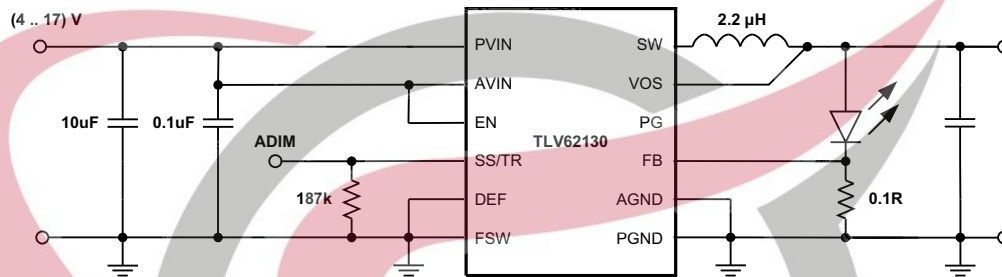 (4 .. 17) V
2.2 µH
PVIN
SW
AVIN
VOS
10uF
0.1uF
EN
PG
TLV62130
ADIM
SS/TR
FB
187k
DEF
AGND
0.1R
FSW
PGND